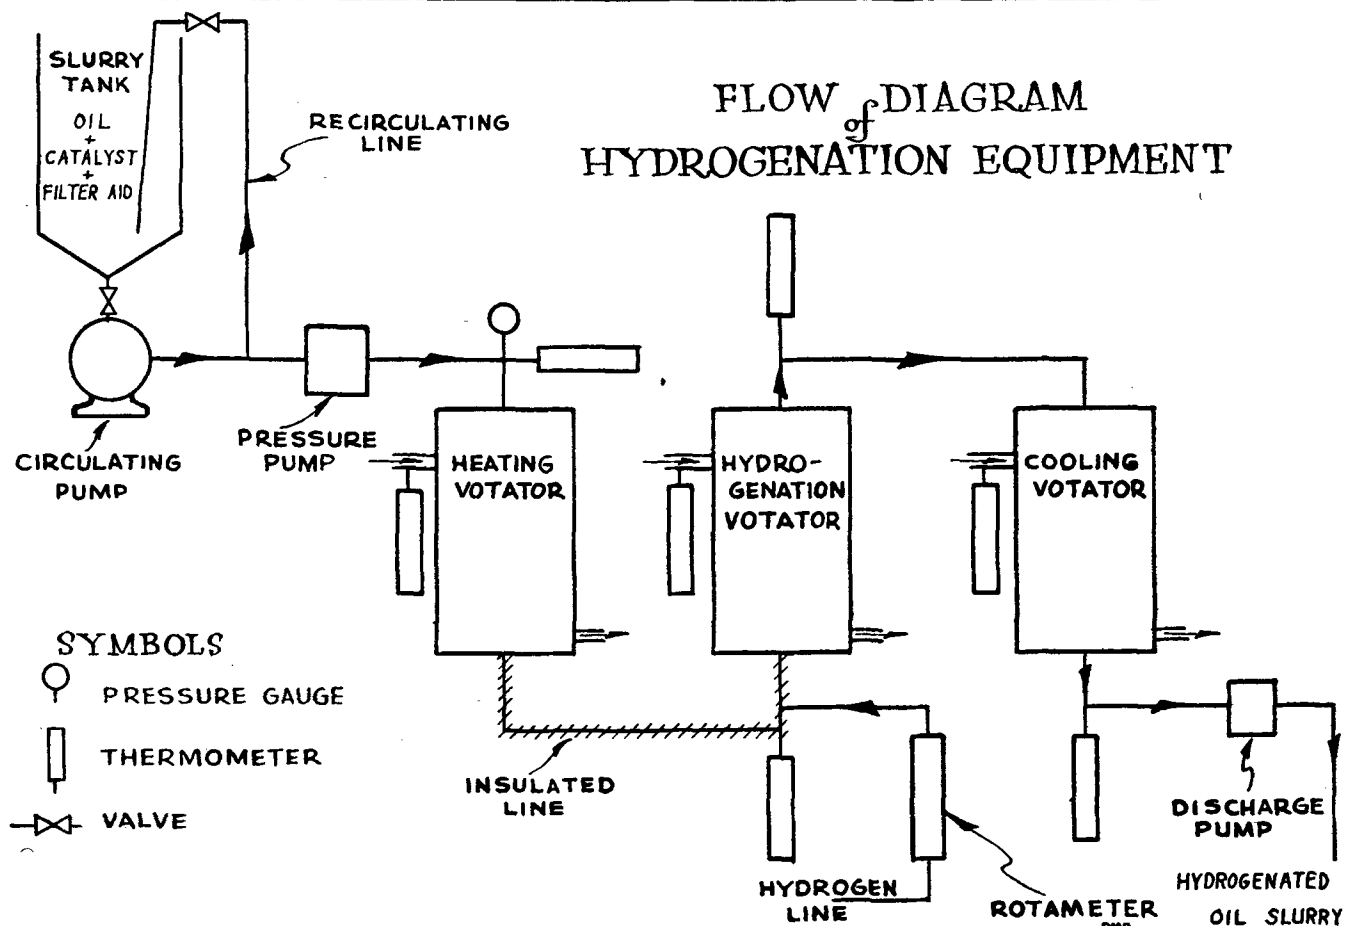 SLURRY
TANK
OIL
+
CATALYST
+
FILTER AID
RECIRCULATING
LINE
FLOW of DIAGRAM
HYDROGENATION EQUIPMENT
CIRCULATING
PUMP
PRESSURE
PUMP
HEATING
VOTATOR
HYDRO-
GENATION
VOTATOR
COOLING
VOTATOR
SYMBOLS
PRESSURE GAUGE
THERMOMETER
VALVE
INSULATED
LINE
HYDROGEN
LINE
ROTAMETER
DISCHARGE
PUMP
HYDROGENATED
OIL SLURRY